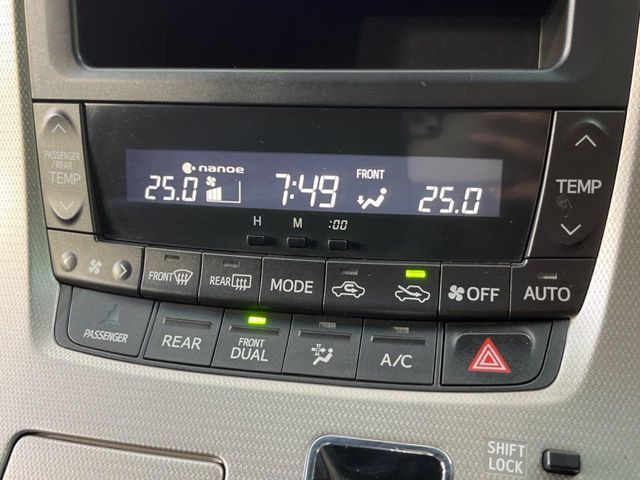 PASSENGER
/REAR
TEMP
nanoe
25.0
7:49
FRONT
25.0
TEMP
H
M
:00
FRONT
REAR
MODE
OFF
AUTO
PASSENGER
REAR
FRONT
DUAL
A/C
SHIFT
LOCK